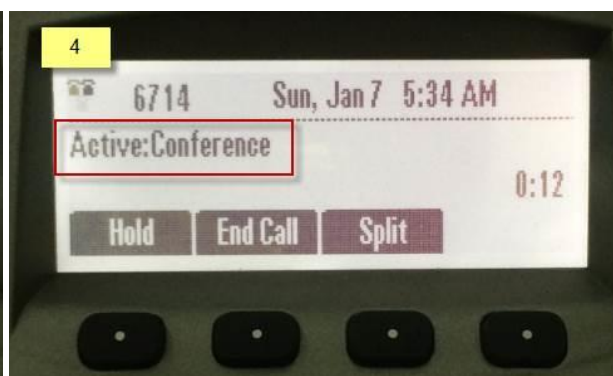 4
6714 Sun, Jan 7 5:34 AM
Active:Conference
0:12
Hold End Call Split